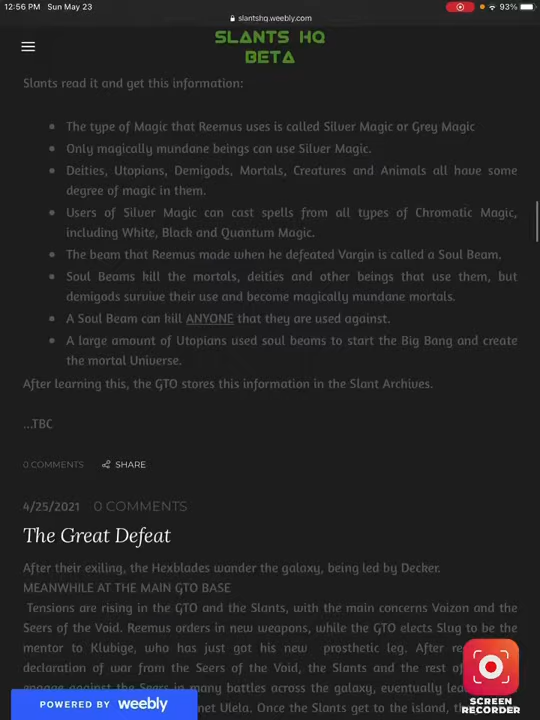 12:56 PM Sun May 23
93%
slantshq.weebly.com
SLANTS HQ
BETA
Slants read it and get this information:
The type of Magic that Reemus uses is called Silver Magic or Grey Magic
Only magically mundane beings can use Silver Magic.
Deities, Utopians, Demigods, Mortals, Creatures and Animals all have some
degree of magic in them.
Users of Silver Magic can cast spells from all types of Chromatic Magic,
including White, Black and Quantum Magic.
The beam that Reemus made when he defeated Vargin is called a Soul Beam.
Soul Beams kill the mortals, deities and other beings that use them, but
demigods survive their use and become magically mundane mortals.
A Soul Beam can kill ANYONE that they are used against.
A large amount of Utopians used soul beams to start the Big Bang and create
the mortal Universe.
After learning this, the GTO stores this information in the Slant Archives.
...TBC
0 COMMENTS SHARE
4/25/2021 0 COMMENTS
The Great Defeat
After their exiling, the Hexblades wander the galaxy, being led by Decker.
MEANWHILE AT THE MAIN GTO BASE
Tensions are rising in the GTO and the Slants, with the main concerns Voizon and the
Seers of the Void. Reemus orders in new weapons, while the GTO elects Slug to be the
mentor to Klubige, who has just got his new prosthetic leg. After
declaration of war from the Seers of the Void, the Slants and the rest of
engage against the Seers in many battles across the galaxy, eventually
Ulela. Once the Slants get to the island,
POWERED BY weebly
SCREEN
RECORDER